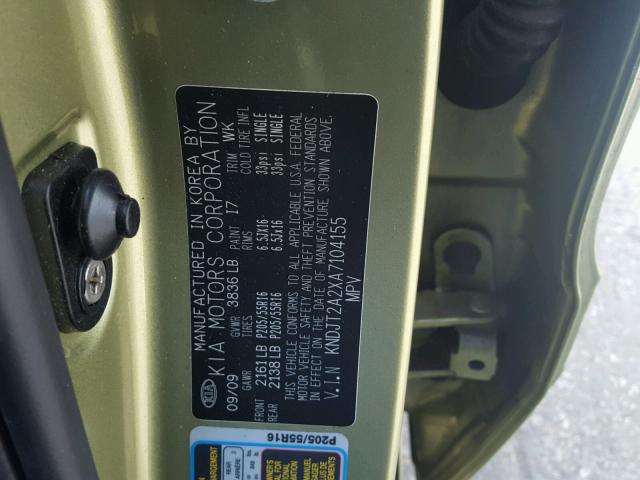 MANUFACTURED IN KOREA BY
KIA MOTORS CORPORATION
KIA
09/09 GVWR 3836LB PAINT I7 TRIM WK
GAWR TIRES RIMS COLD TIRE INFL
FRONT 2161LB P205/55R16 6.5JX16 33psi SINGLE
REAR 2138LB P205/55R16 6.5Jx16 33psi SINGLE
THIS VEHICLE CONFORMS TO ALL APPLICABLE U.S.A. FEDERAL
MOTOR VEHICLE SAFETY AND THEFT PREVENTION STANDARDS
IN EFFECT ON THE DATE OF MANUFACTURE SHOWN ABOVE.
V.I.N KNDJT2A2XA7104155
MPV
P205/55R16
REAR
ARRIERE